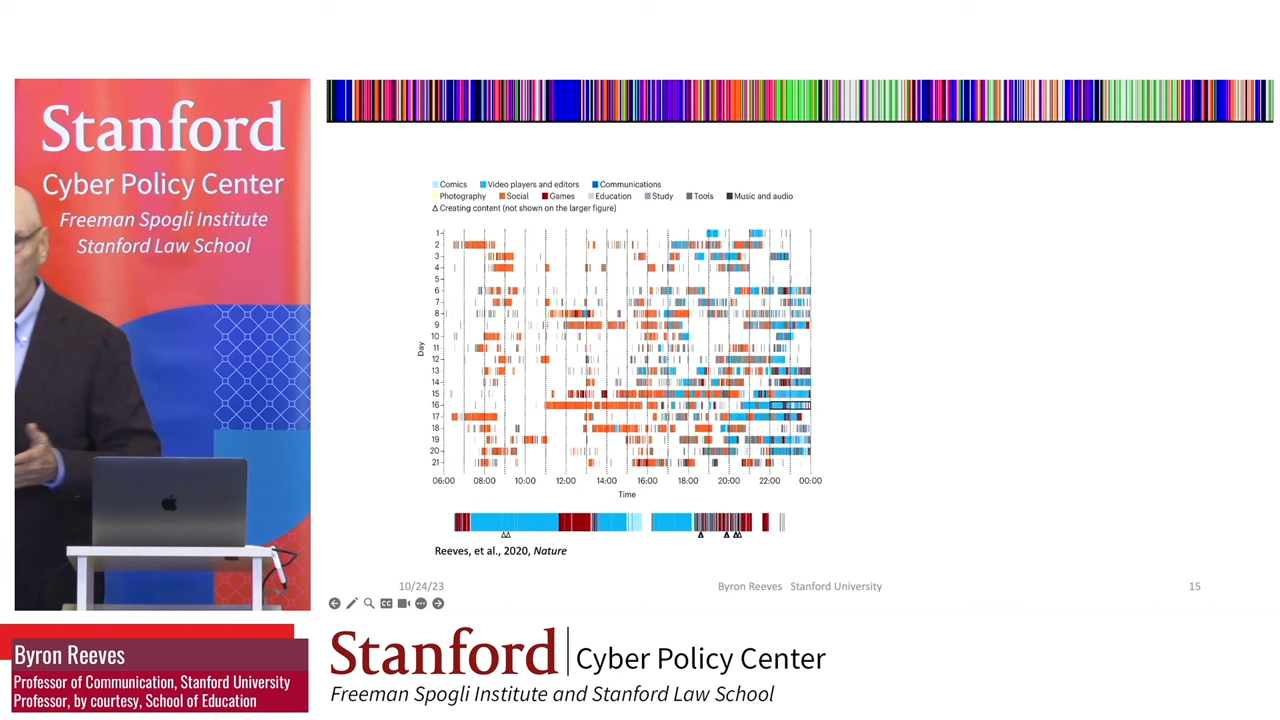 Stanford
Cyber Policy Center
Freeman Spogli Institute
Stanford Law School
Comics Video players and editors Communications
Photography Social Games Education Study Tools Music and audio
Creating content (not shown on the larger figure)
Day
1
2
3
4
5
6
7
8
9
10
11
12
13
14
15
16
17
18
19
20
21
06:00 08:00 10:00 12:00 14:00 16:00 18:00 20:00 22:00 00:00
Time
Reeves, et al., 2020, Nature
10/24/23 Byron Reeves Stanford University 15
CC
Byron Reeves
Professor of Communication, Stanford University
Professor, by courtesy, School of Education
Stanford Cyber Policy Center
Freeman Spogli Institute and Stanford Law School